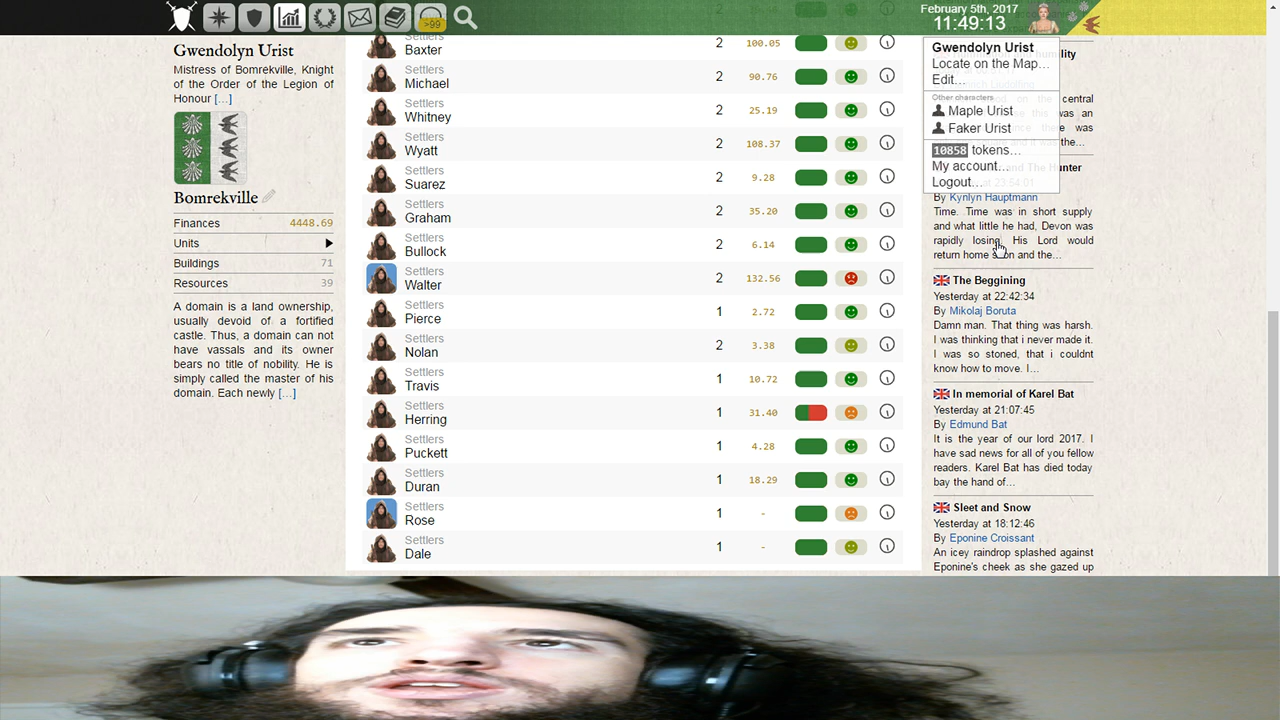 >99
February 5th, 2017
11:49:13
Gwendolyn Urist
Mistress of Bomrekville, Knight
of the Order of the Legion of
Honour [...]
Bomrekville
Finances 4448.69
Units
Buildings 71
Resources 39
A domain is a land ownership,
usually devoid of a fortified
castle. Thus, a domain can not
have vassals and its owner
bears no title of nobility. He is
simply called the master of his
domain. Each newly [...]
Settlers
Baxter 2 100.05
Settlers
Michael 2 90.76
Settlers
Whitney 2 25.19
Settlers
Wyatt 2 108.37
Settlers
Suarez 2 9.28
Settlers
Graham 2 35.20
Settlers
Bullock 2 6.14
Settlers
Walter 2 132.56
Settlers
Pierce 1 2.72
Settlers
Nolan 2 3.38
Settlers
Travis 1 10.72
Settlers
Herring 1 31.40
Settlers
Puckett 1 4.28
Settlers
Duran 1 18.29
Settlers
Rose 1 -
Settlers
Dale 1 -
Gwendolyn Urist
Locate on the Map...
Edit...
Other characters
Maple Urist
Faker Urist
10858 tokens...
My account...
Logout...
and The Hunter
at 23:54:01
By Kynlyn Hauptmann
Time. Time was in short supply
and what little he had, Devon was
rapidly losing. His Lord would
return home soon and the...
The Beggining
Yesterday at 22:42:34
By Mikolaj Boruta
Damn man. That thing was harsh.
I was thinking that i never made it.
I was so stoned, that i couldnt
know how to move. I...
In memorial of Karel Bat
Yesterday at 21:07:45
By Edmund Bat
It is the year of our lord 2017. I
have sad news for all of you fellow
readers. Karel Bat has died today
bay the hand of...
Sleet and Snow
Yesterday at 18:12:46
By Eponine Croissant
An icey raindrop splashed against
Eponine's cheek as she gazed up